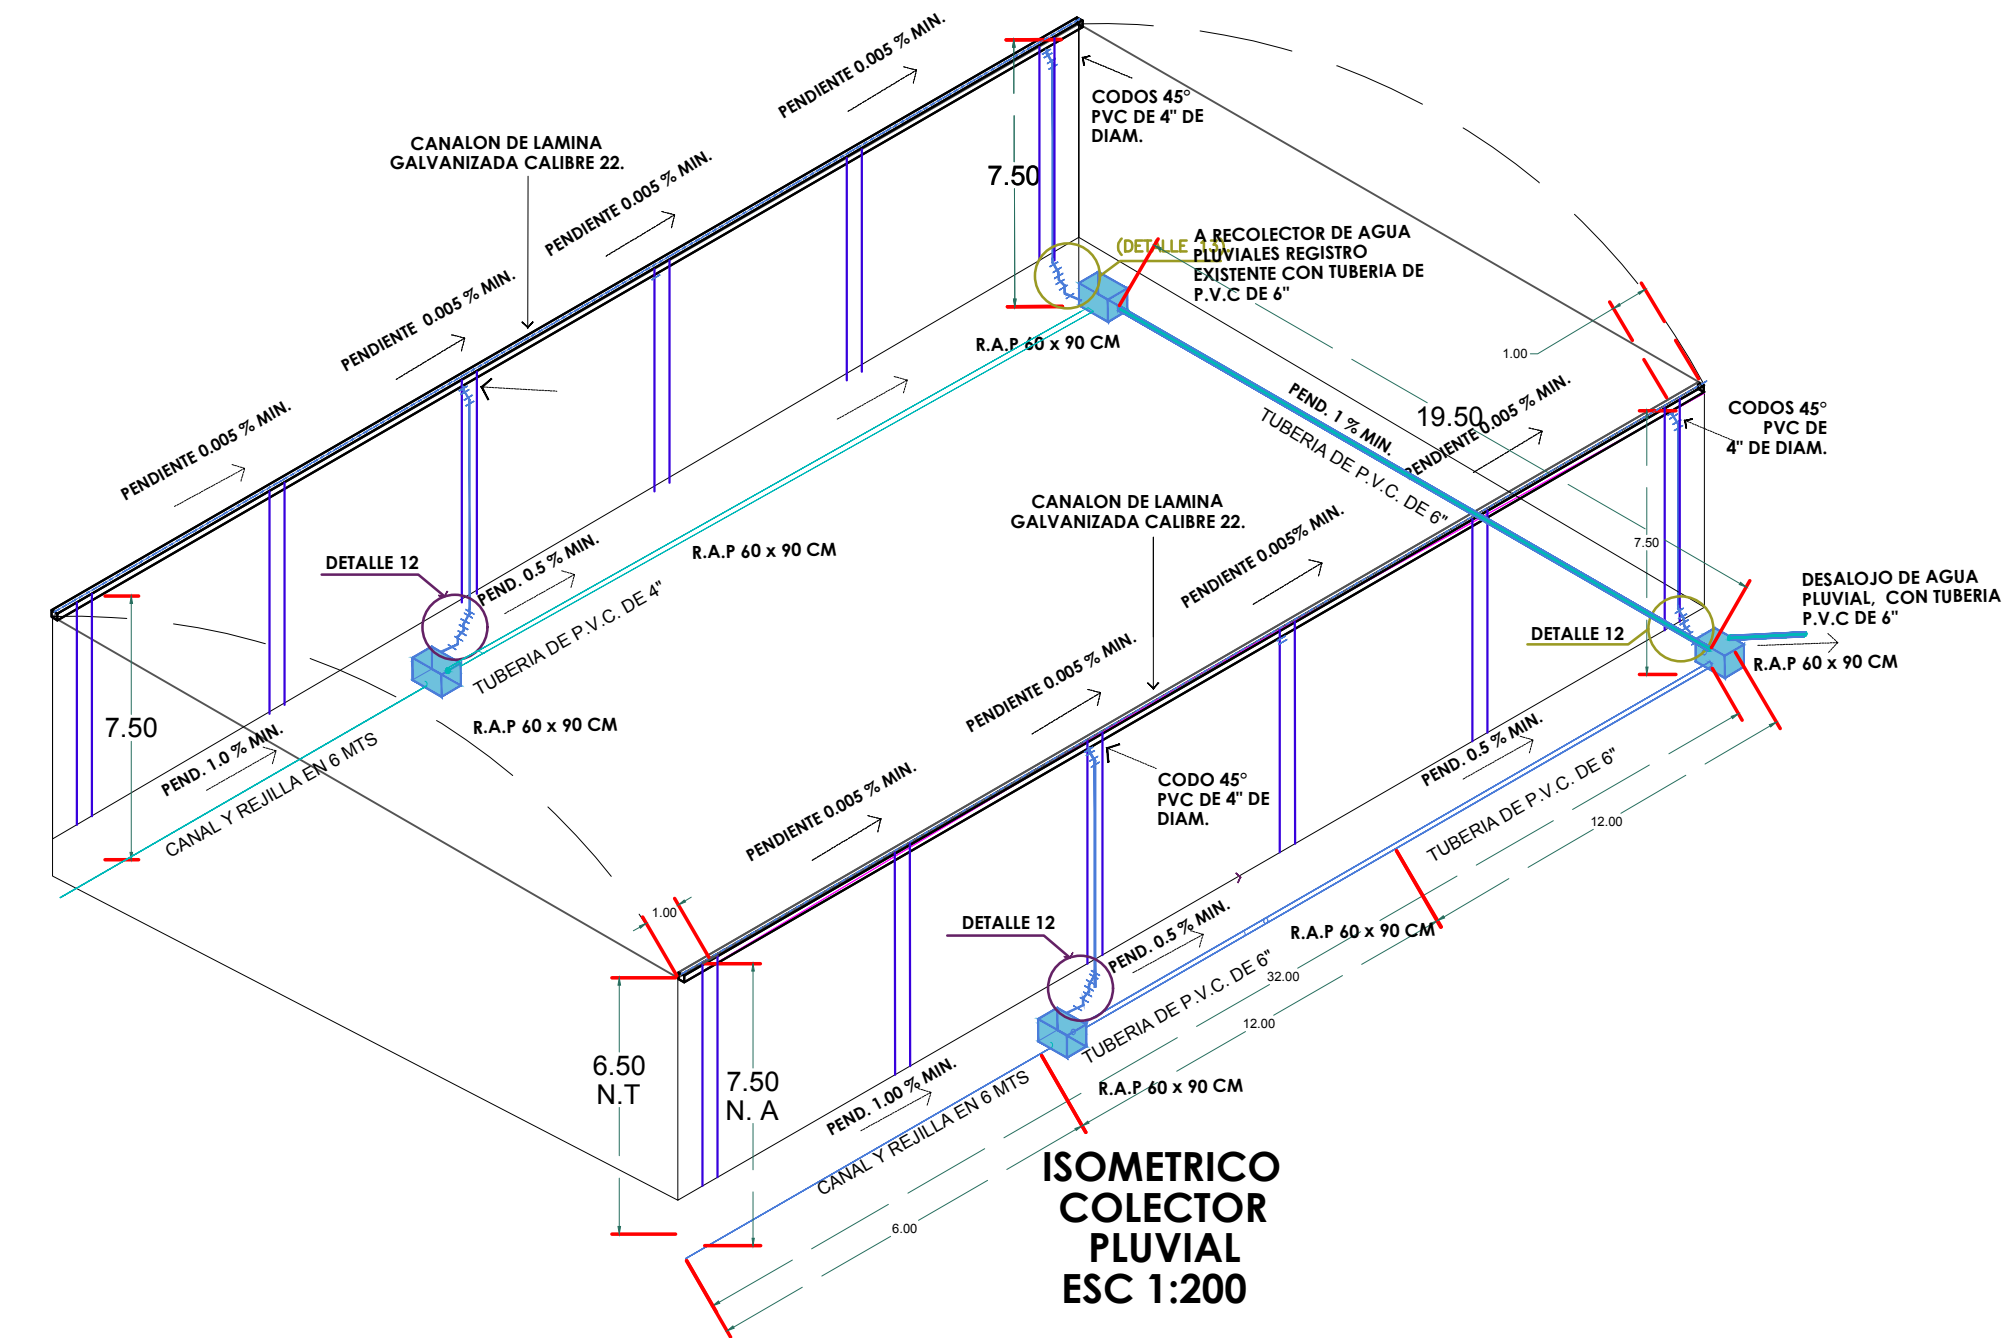 PENDIENTE 0.005 % MIN.
CODOS 45°
PVC DE 4" DE
DIAM.
CANALON DE LAMINA
GALVANIZADA CALIBRE 22.
PENDIENTE 0.005 % MIN.
7.50
A RECOLECTOR DE AGUA
PLUVIALES REGISTRO
EXISTENTE CON TUBERIA DE
P.V.C DE 6"
(DETALLE 13)
PENDIENTE 0.005 % MIN.
R.A.P 60 x 90 CM
1.00
PENDIENTE 0.005 % MIN.
PEND. 1 % MIN.
19.50
TUBERIA DE P.V.C. DE 6"
PENDIENTE 0.005 % MIN.
CODOS 45°
PVC DE
4" DE DIAM.
CANALON DE LAMINA
GALVANIZADA CALIBRE 22.
PENDIENTE 0.005% MIN.
7.50
R.A.P 60 x 90 CM
DETALLE 12
PEND. 0.5 % MIN.
TUBERIA DE P.V.C. DE 4"
DESALOJO DE AGUA
PLUVIAL, CON TUBERIA
P.V.C DE 6"
DETALLE 12
R.A.P 60 x 90 CM
PENDIENTE 0.005 % MIN.
7.50
R.A.P 60 x 90 CM
PEND. 1.0 % MIN.
CANAL Y REJILLA EN 6 MTS
PEND. 0.5 % MIN.
TUBERIA DE P.V.C. DE 6"
12.00
CODO 45°
PVC DE 4" DE
DIAM.
PENDIENTE 0.005 % MIN.
1.00
DETALLE 12
PEND. 0.5 % MIN.
R.A.P 60 x 90 CM
TUBERIA DE P.V.C. DE 6"
32.00
12.00
6.50
N.T
7.50
N. A
PEND. 1.00 % MIN.
R.A.P 60 x 90 CM
CANAL Y REJILLA EN 6 MTS
6.00
ISOMETRICO
COLECTOR
PLUVIAL
ESC 1:200